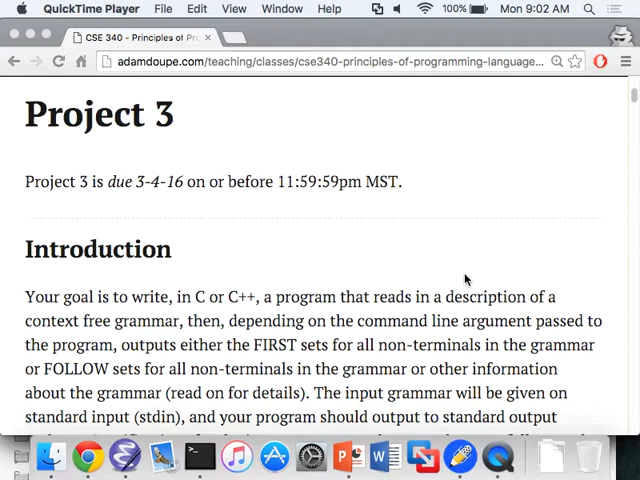 QuickTime Player File Edit View Window Help 100% Mon 9:02 AM
CSE 340 - Principles of Pr
adamdoupe.com/teaching/classes/cse340-principles-of-programming-language...
Project 3
Project 3 is due 3-4-16 on or before 11:59:59pm MST.
Introduction
Your goal is to write, in C or C++, a program that reads in a description of a
context free grammar, then, depending on the command line argument passed to
the program, outputs either the FIRST sets for all non-terminals in the grammar
or FOLLOW sets for all non-terminals in the grammar or other information
about the grammar (read on for details). The input grammar will be given on
standard input (stdin), and your program should output to standard output